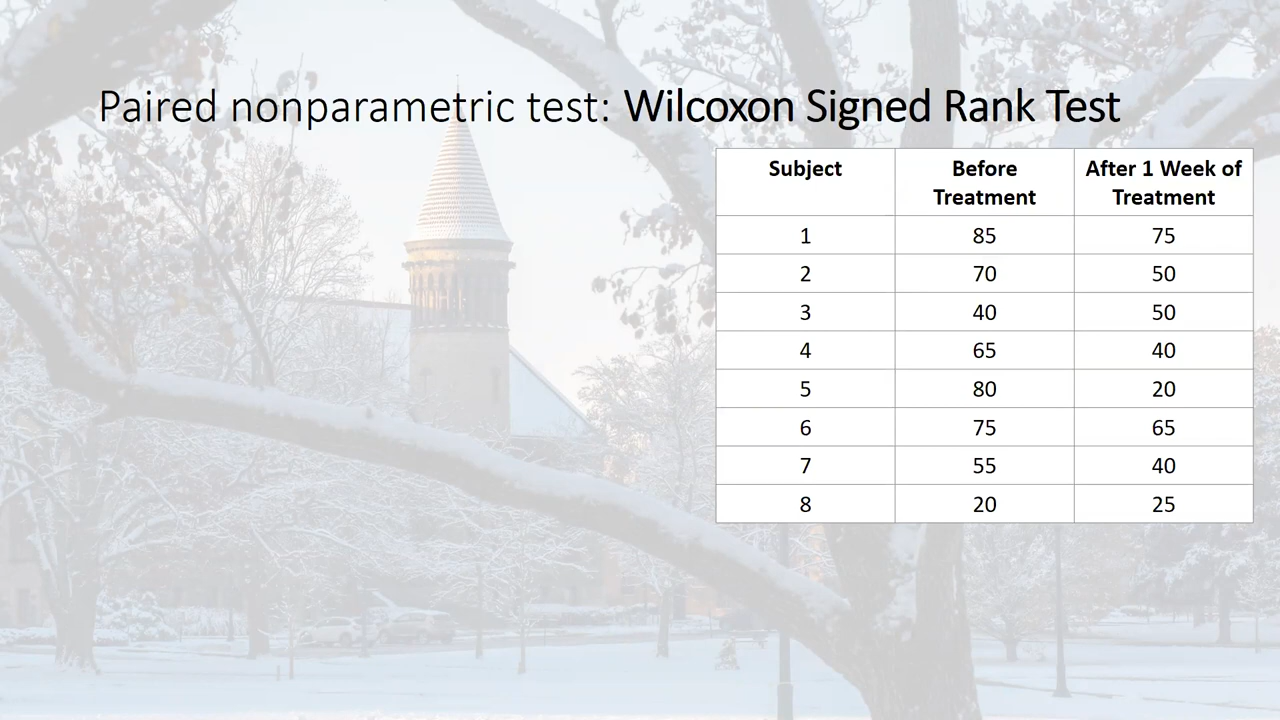 Paired nonparametric test: Wilcoxon Signed Rank Test
Subject Before Treatment After 1 Week of Treatment
1 85 75
2 70 50
3 40 50
4 65 40
5 80 20
6 75 65
7 55 40
8 20 25